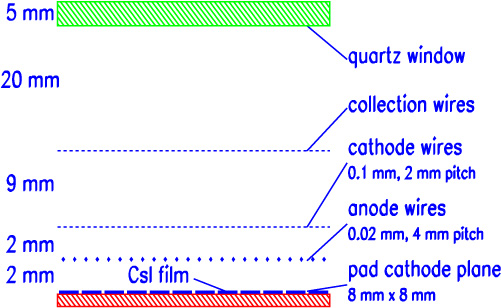 5 mm
quartz window
20 mm
collection wires
cathode wires
0.1 mm, 2 mm pitch
9 mm
anode wires
0.02 mm, 4 mm pitch
2 mm
2 mm
CsI film
pad cathode plane
8 mm x 8 mm